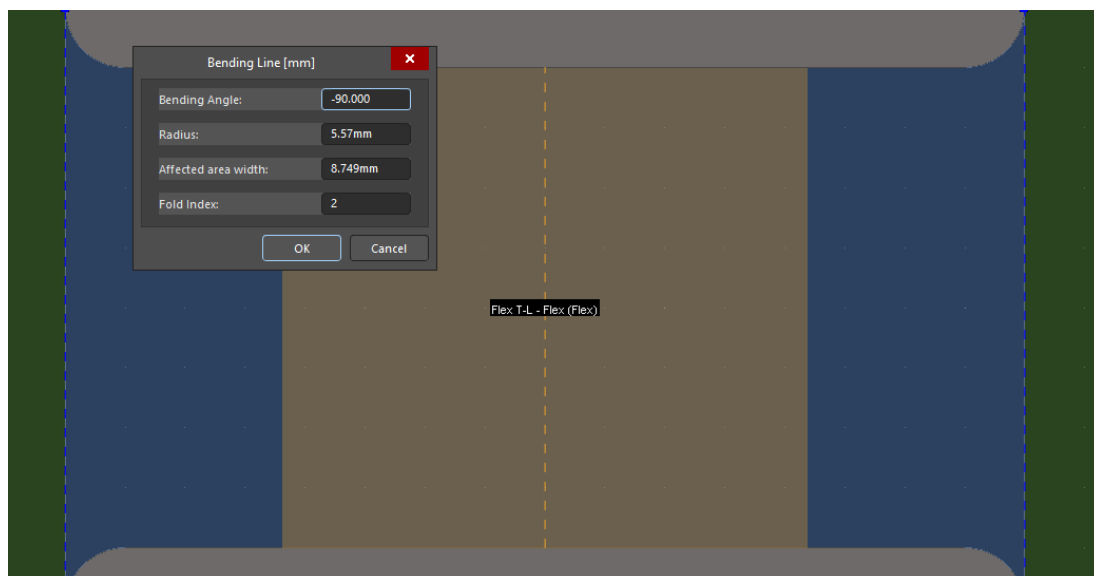 Bending Line [mm]
Bending Angle: -90.000
Radius: 5.57mm
Affected area width: 8.749mm
Fold Index: 2
OK Cancel
Flex T-L - Flex (Flex)